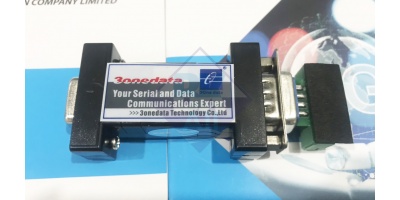 N COMPANY LIMITED
3onedata
Your Serial and Data
Communications Expert
>>> 3onedata Technology Co.,Ltd